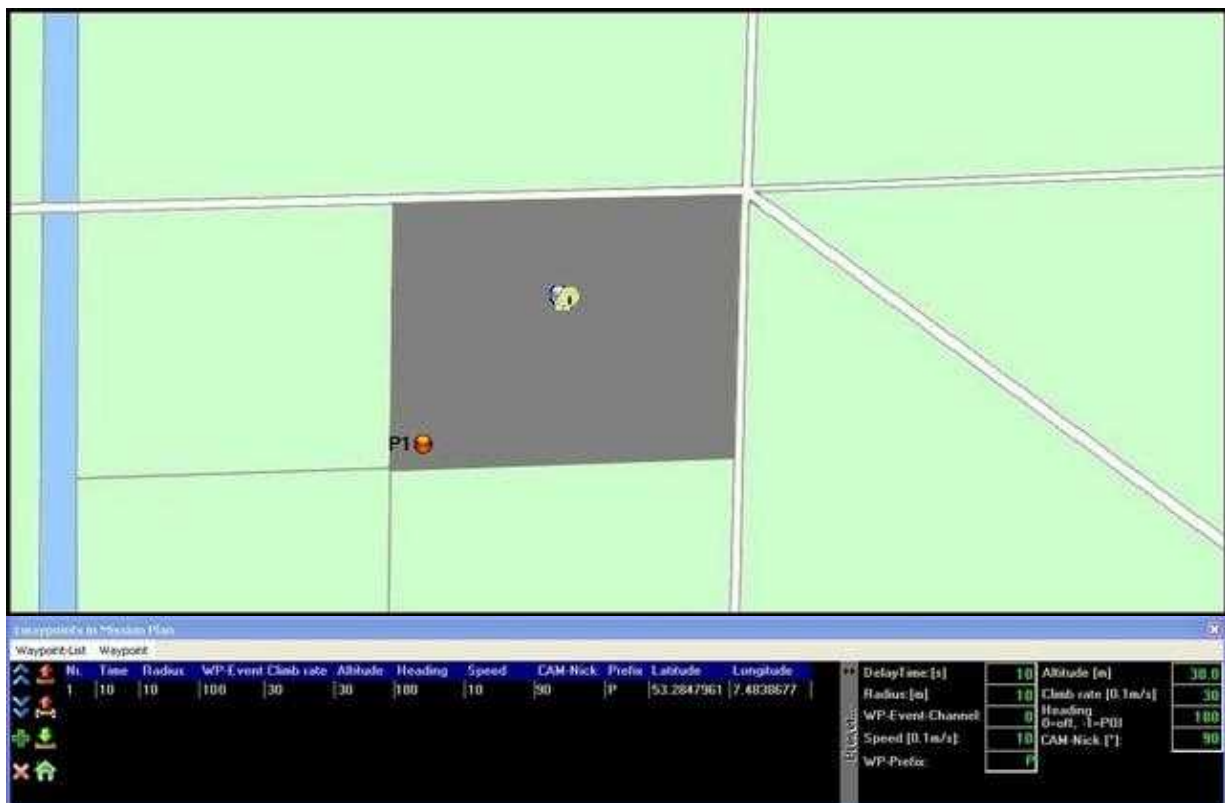 P1
Waypoints in Mission Plan
Waypoint-List Waypoint
Nr. Time Radius WP-Event Climb rate Altitude Heading Speed CAM-Nick Prefix Latitude Longitude
1 10 10 100 30 30 100 10 90 P 53.2847961 7.4838677
DelayTime:[s] 10 Altitude [m] 30.0
Radius:[m] 10 Climb rate [0.1m/s] 30
WP-Event-Channel: 0 Heading 0=off, -1=POI 100
Speed [0.1m/s]: 10 CAM-Nick [°]: 90
WP-Prefix: P